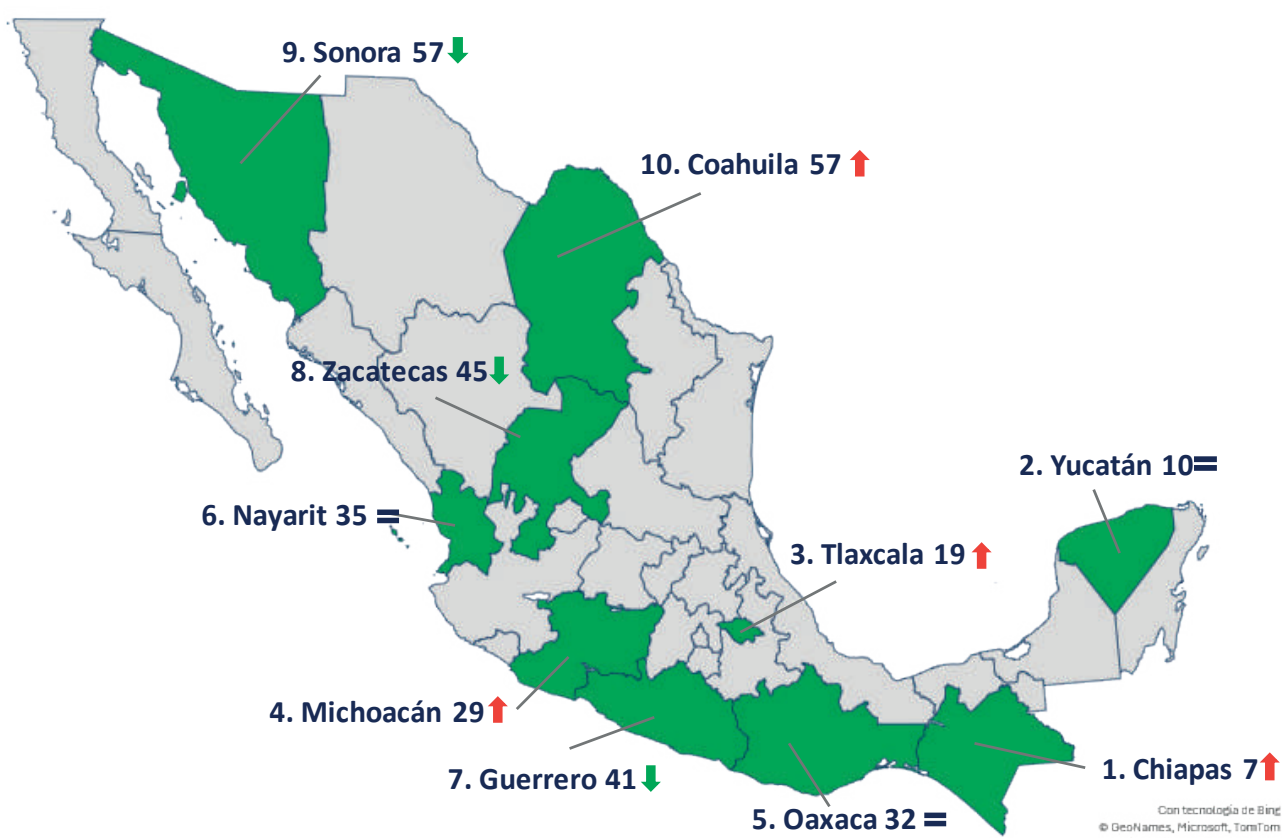 9. Sonora 57
10. Coahuila 57
8. Zacatecas 45
2. Yucatán 10=
6. Nayarit 35 =
3. Tlaxcala 19
4. Michoacán 29
1. Chiapas 7
7. Guerrero 41
5. Oaxaca 32 =
Con tecnología de Bing
© GeoNames, Microsoft, TomTom